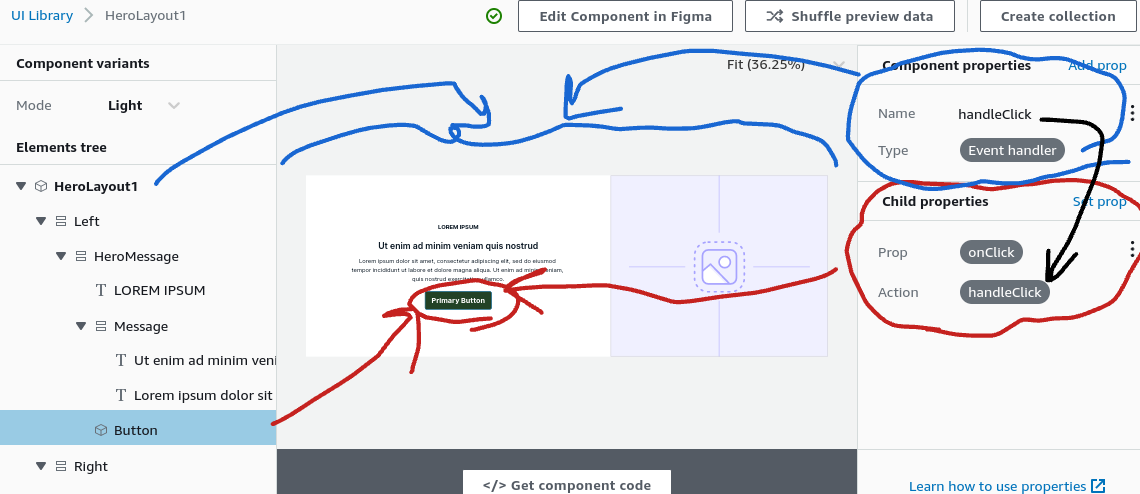 UI Library > HeroLayout1
Edit Component in Figma
Shuffle preview data
Create collection
Component variants
Mode Light
Elements tree
HeroLayout1
Left
HeroMessage
LOREM IPSUM
Message
Ut enim ad minim veni
Lorem ipsum dolor sit
Button
Right
Fit (36.25%)
LOREM IPSUM
Ut enim ad minim veniam quis nostrud
Lorem ipsum dolor sit amet, consectetur adipiscing elit, sed do eiusmod
tempor incididunt ut labore et dolore magna aliqua. Ut enim ad minim veniam,
quis nostrud exercitation ullamco.
Primary Button
</> Get component code
Component properties Add prop
Name handleClick
Type Event handler
Child properties Set prop
Prop onClick
Action handleClick
Learn how to use properties